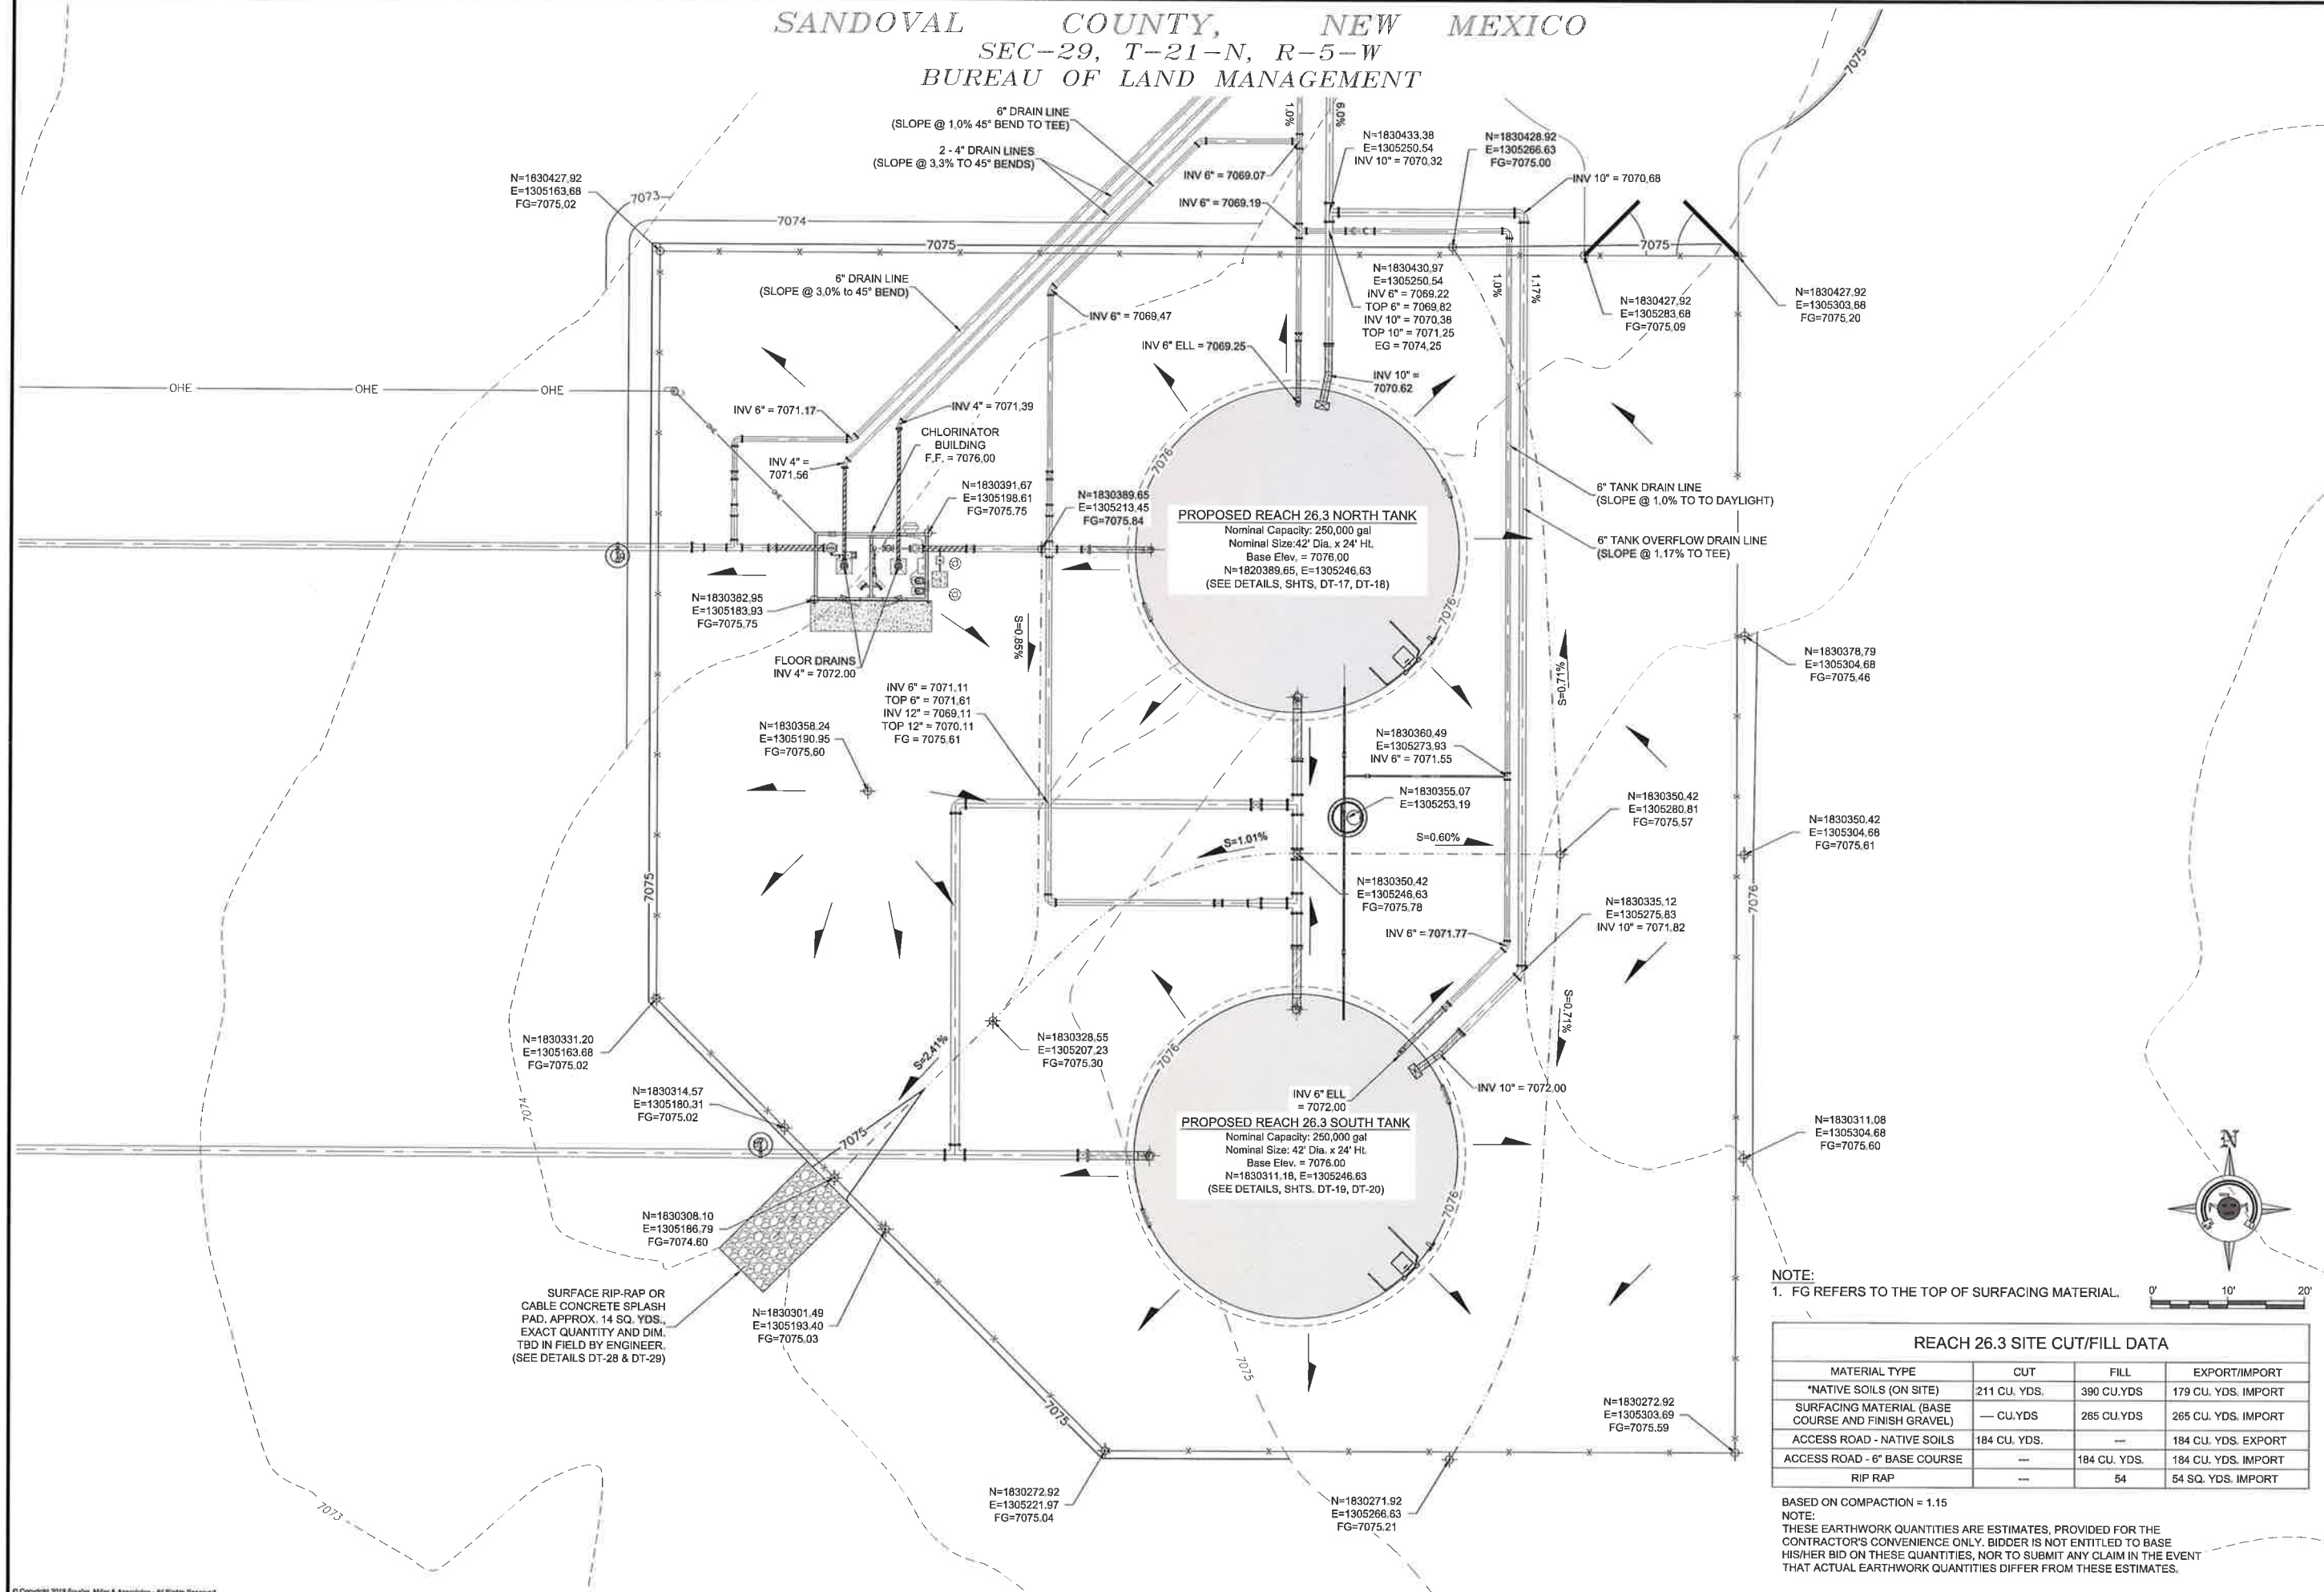 SANDOVAL COUNTY, NEW MEXICO
SEC-29, T-21-N, R-5-W
BUREAU OF LAND MANAGEMENT
7075
6" DRAIN LINE
(SLOPE @ 1.0% 45° BEND TO TEE)
2 - 4" DRAIN LINES
(SLOPE @ 3.3% TO 45° BENDS)
1.0%
6.0%
N=1830433.38
E=1305250.54
INV 10" = 7070.32
N=1830428.92
E=1305266.63
FG=7075.00
INV 6" = 7069.07
INV 10" = 7070.68
N=1830427.92
E=1305163.68
FG=7075.02
7073
INV 6" = 7069.19
7074
7075
7075
6" DRAIN LINE
(SLOPE @ 3.0% to 45° BEND)
N=1830430.97
E=1305250.54
INV 6" = 7069.22
TOP 6" = 7069.82
INV 10" = 7070.38
TOP 10" = 7071.25
EG = 7074.25
1.0%
1.17%
N=1830427.92
E=1305283.68
FG=7075.09
N=1830427.92
E=1305303.68
FG=7075.20
INV 6" = 7069.47
INV 6" ELL = 7069.25
INV 10" =
7070.62
OHE
OHE
OHE
OHE
OHE
INV 6" = 7071.17
INV 4" = 7071.39
CHLORINATOR
BUILDING
F.F. = 7076.00
INV 4" =
7071.56
N=1830391.67
E=1305198.61
FG=7075.75
N=1830389.65
E=1305213.45
FG=7075.84
7076
PROPOSED REACH 26.3 NORTH TANK
Nominal Capacity: 250,000 gal
Nominal Size:42' Dia. x 24' Ht.
Base Elev. = 7076.00
N=1820389.65, E=1305246.63
(SEE DETAILS, SHTS, DT-17, DT-18)
7076
6" TANK DRAIN LINE
(SLOPE @ 1.0% TO TO DAYLIGHT)
6" TANK OVERFLOW DRAIN LINE
(SLOPE @ 1.17% TO TEE)
N=1830382.95
E=1305183.93
FG=7075.75
FLOOR DRAINS
INV 4" = 7072.00
S=0.85%
S=0.71%
N=1830378.79
E=1305304.68
FG=7075.46
INV 6" = 7071.11
TOP 6" = 7071.61
INV 12" = 7069.11
TOP 12" = 7070.11
FG = 7075.61
N=1830358.24
E=1305190.95
FG=7075.60
N=1830360.49
E=1305273.93
INV 6" = 7071.55
N=1830355.07
E=1305253.19
N=1830350.42
E=1305280.81
FG=7075.57
N=1830350.42
E=1305304.68
FG=7075.61
S=1.01%
S=0.60%
7075
N=1830350.42
E=1305246.63
FG=7075.78
7076
N=1830335.12
E=1305275.83
INV 10" = 7071.82
INV 6" = 7071.77
N=1830331.20
E=1305163.68
FG=7075.02
N=1830328.55
E=1305207.23
FG=7075.30
S=2.41%
S=0.71%
7076
7074
N=1830314.57
E=1305180.31
FG=7075.02
INV 10" = 7072.00
INV 6" ELL
= 7072.00
PROPOSED REACH 26.3 SOUTH TANK
Nominal Capacity: 250,000 gal
Nominal Size: 42' Dia. x 24' Ht.
Base Elev. = 7076.00
N=1830311.18, E=1305246.63
(SEE DETAILS, SHTS. DT-19, DT-20)
7076
7075
N=1830311.08
E=1305304.68
FG=7075.60
N
N=1830308.10
E=1305186.79
FG=7074.60
SURFACE RIP-RAP OR
CABLE CONCRETE SPLASH
PAD. APPROX. 14 SQ. YDS.,
EXACT QUANTITY AND DIM.
TBD IN FIELD BY ENGINEER.
(SEE DETAILS DT-28 & DT-29)
N=1830301.49
E=1305193.40
FG=7075.03
7075
7075
7073
N=1830272.92
E=1305303.69
FG=7075.59
N=1830272.92
E=1305221.97
FG=7075.04
N=1830271.92
E=1305266.63
FG=7075.21
NOTE:
1. FG REFERS TO THE TOP OF SURFACING MATERIAL.
0' 10' 20'
REACH 26.3 SITE CUT/FILL DATA
MATERIAL TYPE CUT FILL EXPORT/IMPORT
*NATIVE SOILS (ON SITE) 211 CU. YDS. 390 CU.YDS 179 CU. YDS. IMPORT
SURFACING MATERIAL (BASE
COURSE AND FINISH GRAVEL) — CU.YDS 265 CU.YDS 265 CU. YDS. IMPORT
ACCESS ROAD - NATIVE SOILS 184 CU. YDS. --- 184 CU. YDS. EXPORT
ACCESS ROAD - 6" BASE COURSE --- 184 CU. YDS. 184 CU. YDS. IMPORT
RIP RAP --- 54 54 SQ. YDS. IMPORT
BASED ON COMPACTION = 1.15
NOTE:
THESE EARTHWORK QUANTITIES ARE ESTIMATES, PROVIDED FOR THE
CONTRACTOR'S CONVENIENCE ONLY. BIDDER IS NOT ENTITLED TO BASE
HIS/HER BID ON THESE QUANTITIES, NOR TO SUBMIT ANY CLAIM IN THE EVENT
THAT ACTUAL EARTHWORK QUANTITIES DIFFER FROM THESE ESTIMATES.